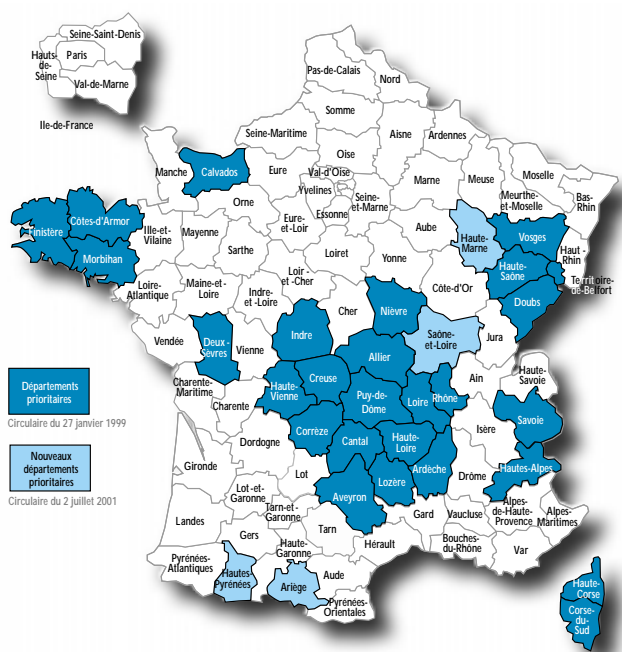 Seine-Saint-Denis
Hauts-
de-
Seine
Paris
Val-de-Marne
Ile-de-France
Pas-de-Calais
Nord
Somme
Seine-Maritime
Aisne
Ardennes
Oise
Manche
Calvados
Eure
Val-d'Oise
Yvelines
Essonne
Seine-
et-Marne
Marne
Meuse
Moselle
Meurthe-
et-Moselle
Bas-
Rhin
Orne
Eure-
et-Loir
Aube
Haute-
Marne
Vosges
Haut -
Rhin
Finistère
Côtes-d'Armor
Morbihan
Ille-et-
Vilaine
Mayenne
Sarthe
Loiret
Yonne
Haute-
Saône
Territoire-
de-Belfort
Loire-
Atlantique
Maine-et-
Loire
Indre-
et-Loire
Loir -
et-Cher
Cher
Nièvre
Côte-d'Or
Doubs
Vendée
Deux -
Sèvres
Vienne
Indre
Allier
Saône-
et-Loire
Jura
Départements
prioritaires
Circulaire du 27 janvier 1999
Nouveaux
départements
prioritaires
Circulaire du 2 juillet 2001
Charente-
Maritime
Charente
Haute-
Vienne
Creuse
Puy-de-
Dôme
Loire
Rhône
Ain
Haute-
Savoie
Savoie
Isère
Corrèze
Dordogne
Cantal
Haute-
Loire
Ardèche
Drôme
Hautes-Alpes
Gironde
Lot
Lot-et-
Garonne
Tarn-et-
Garonne
Aveyron
Lozère
Gard
Vaucluse
Alpes-
de-Haute-
Provence
Alpes-
Maritimes
Landes
Gers
Haute-
Garonne
Tarn
Hérault
Bouches-
du-Rhône
Var
Pyrénées-
Atlantiques
Hautes-
Pyrénées
Ariège
Aude
Pyrénées-
Orientales
Haute-
Corse
Corse-
du-
Sud